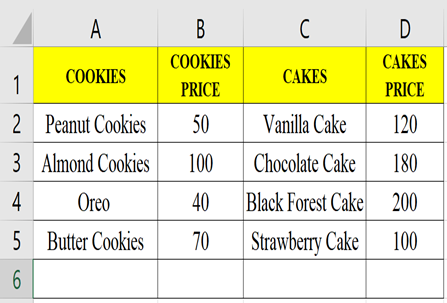 A B C D
1 COOKIES COOKIES PRICE CAKES CAKES PRICE
2 Peanut Cookies 50 Vanilla Cake 120
3 Almond Cookies 100 Chocolate Cake 180
4 Oreo 40 Black Forest Cake 200
5 Butter Cookies 70 Strawberry Cake 100
6